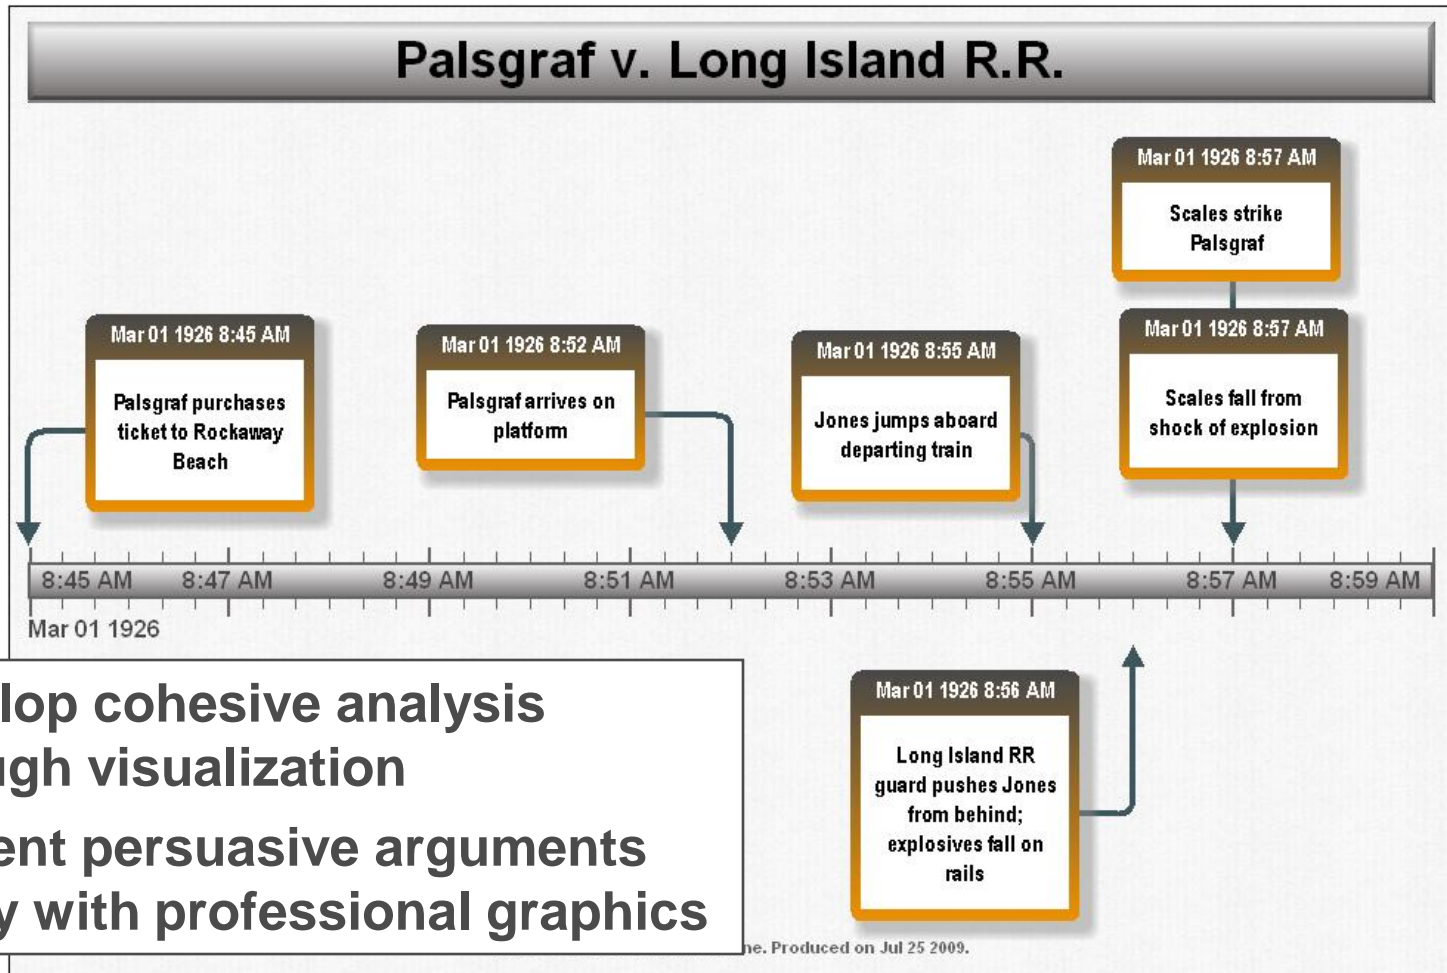 Palsgraf v. Long Island R.R.
Mar 01 1926 8:57 AM
Scales strike
Palsgraf
Mar 01 1926 8:45 AM
Palsgraf purchases
ticket to Rockaway
Beach
Mar 01 1926 8:52 AM
Palsgraf arrives on
platform
Mar 01 1926 8:55 AM
Jones jumps aboard
departing train
Mar 01 1926 8:57 AM
Scales fall from
shock of explosion
8:45 AM 8:47 AM 8:49 AM 8:51 AM 8:53 AM 8:55 AM 8:57 AM 8:59 AM
Mar 01 1926
Mar 01 1926 8:56 AM
Long Island RR
guard pushes Jones
from behind;
explosives fall on
rails
lop cohesive analysis
ugh visualization
ent persuasive arguments
y with professional graphics
ne. Produced on Jul 25 2009.